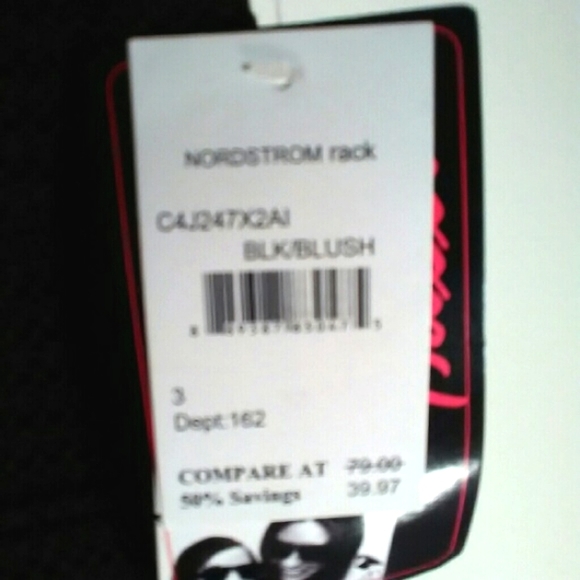 NORDSTROM rack
C4J247X2AI
BLK/BLUSH
3
Dept:162
COMPARE AT 79.00
50% Savings 39.97